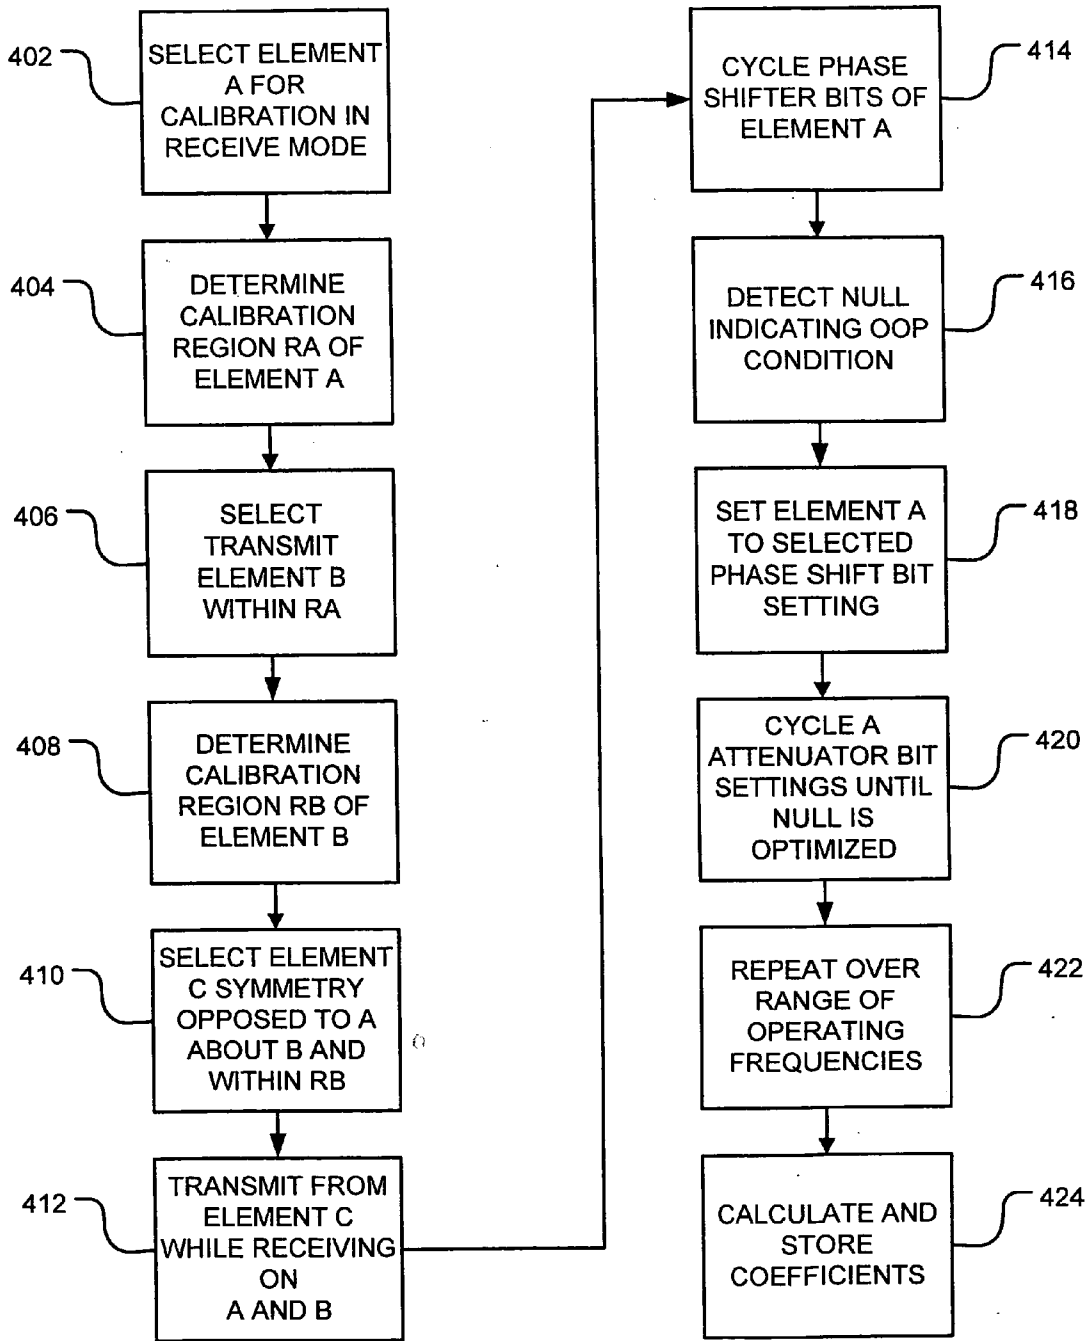 402
SELECT ELEMENT
A FOR
CALIBRATION IN
RECEIVE MODE
404
DETERMINE
CALIBRATION
REGION RA OF
ELEMENT A
406
SELECT
TRANSMIT
ELEMENT B
WITHIN RA
408
DETERMINE
CALIBRATION
REGION RB OF
ELEMENT B
410
SELECT ELEMENT
C SYMMETRY
OPPOSED TO A
ABOUT B AND
WITHIN RB
412
TRANSMIT FROM
ELEMENT C
WHILE RECEIVING
ON
A AND B
414
CYCLE PHASE
SHIFTER BITS OF
ELEMENT A
416
DETECT NULL
INDICATING OOP
CONDITION
418
SET ELEMENT A
TO SELECTED
PHASE SHIFT BIT
SETTING
420
CYCLE A
ATTENUATOR BIT
SETTINGS UNTIL
NULL IS
OPTIMIZED
422
REPEAT OVER
RANGE OF
OPERATING
FREQUENCIES
424
CALCULATE AND
STORE
COEFFICIENTS